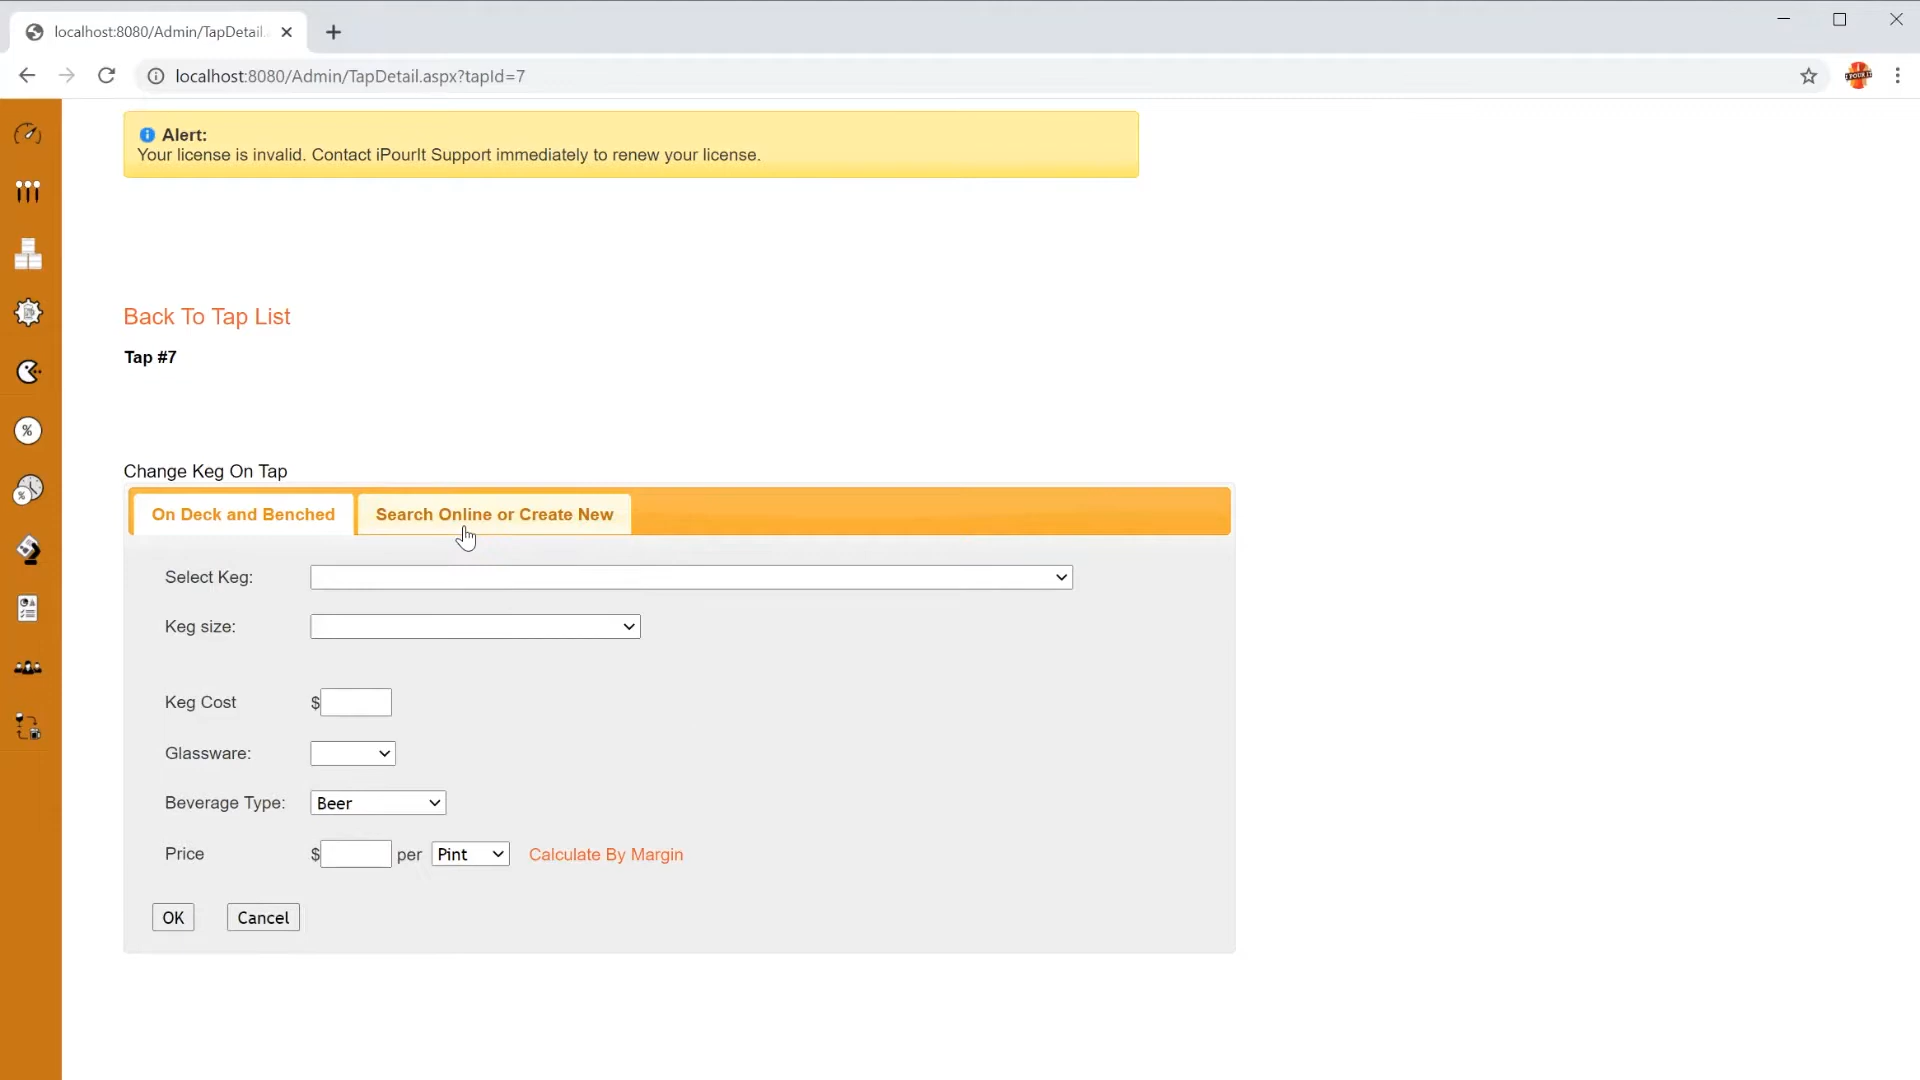 localhost:8080/Admin/TapDetail.
localhost:8080/Admin/TapDetail.aspx?tapId=7
Alert:
Your license is invalid. Contact iPourIt Support immediately to renew your license.
Back To Tap List
Tap #7
Change Keg On Tap
On Deck and Benched
Search Online or Create New
Select Keg:
Keg size:
Keg Cost $
Glassware:
Beverage Type: Beer
Price $ per Pint Calculate By Margin
OK Cancel
%
%